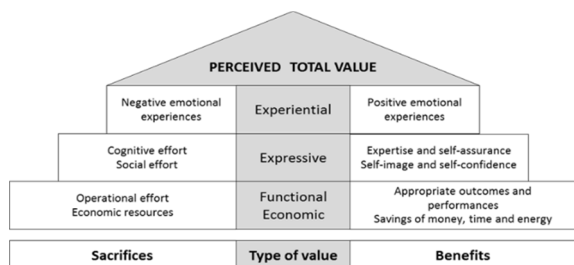 PERCEIVED TOTAL VALUE
Negative emotional
experiences
Experiential
Positive emotional
experiences
Cognitive effort
Social effort
Expressive
Expertise and self-assurance
Self-image and self-confidence
Operational effort
Economic resources
Functional
Economic
Appropriate outcomes and
performances
Savings of money, time and energy
Sacrifices
Type of value
Benefits